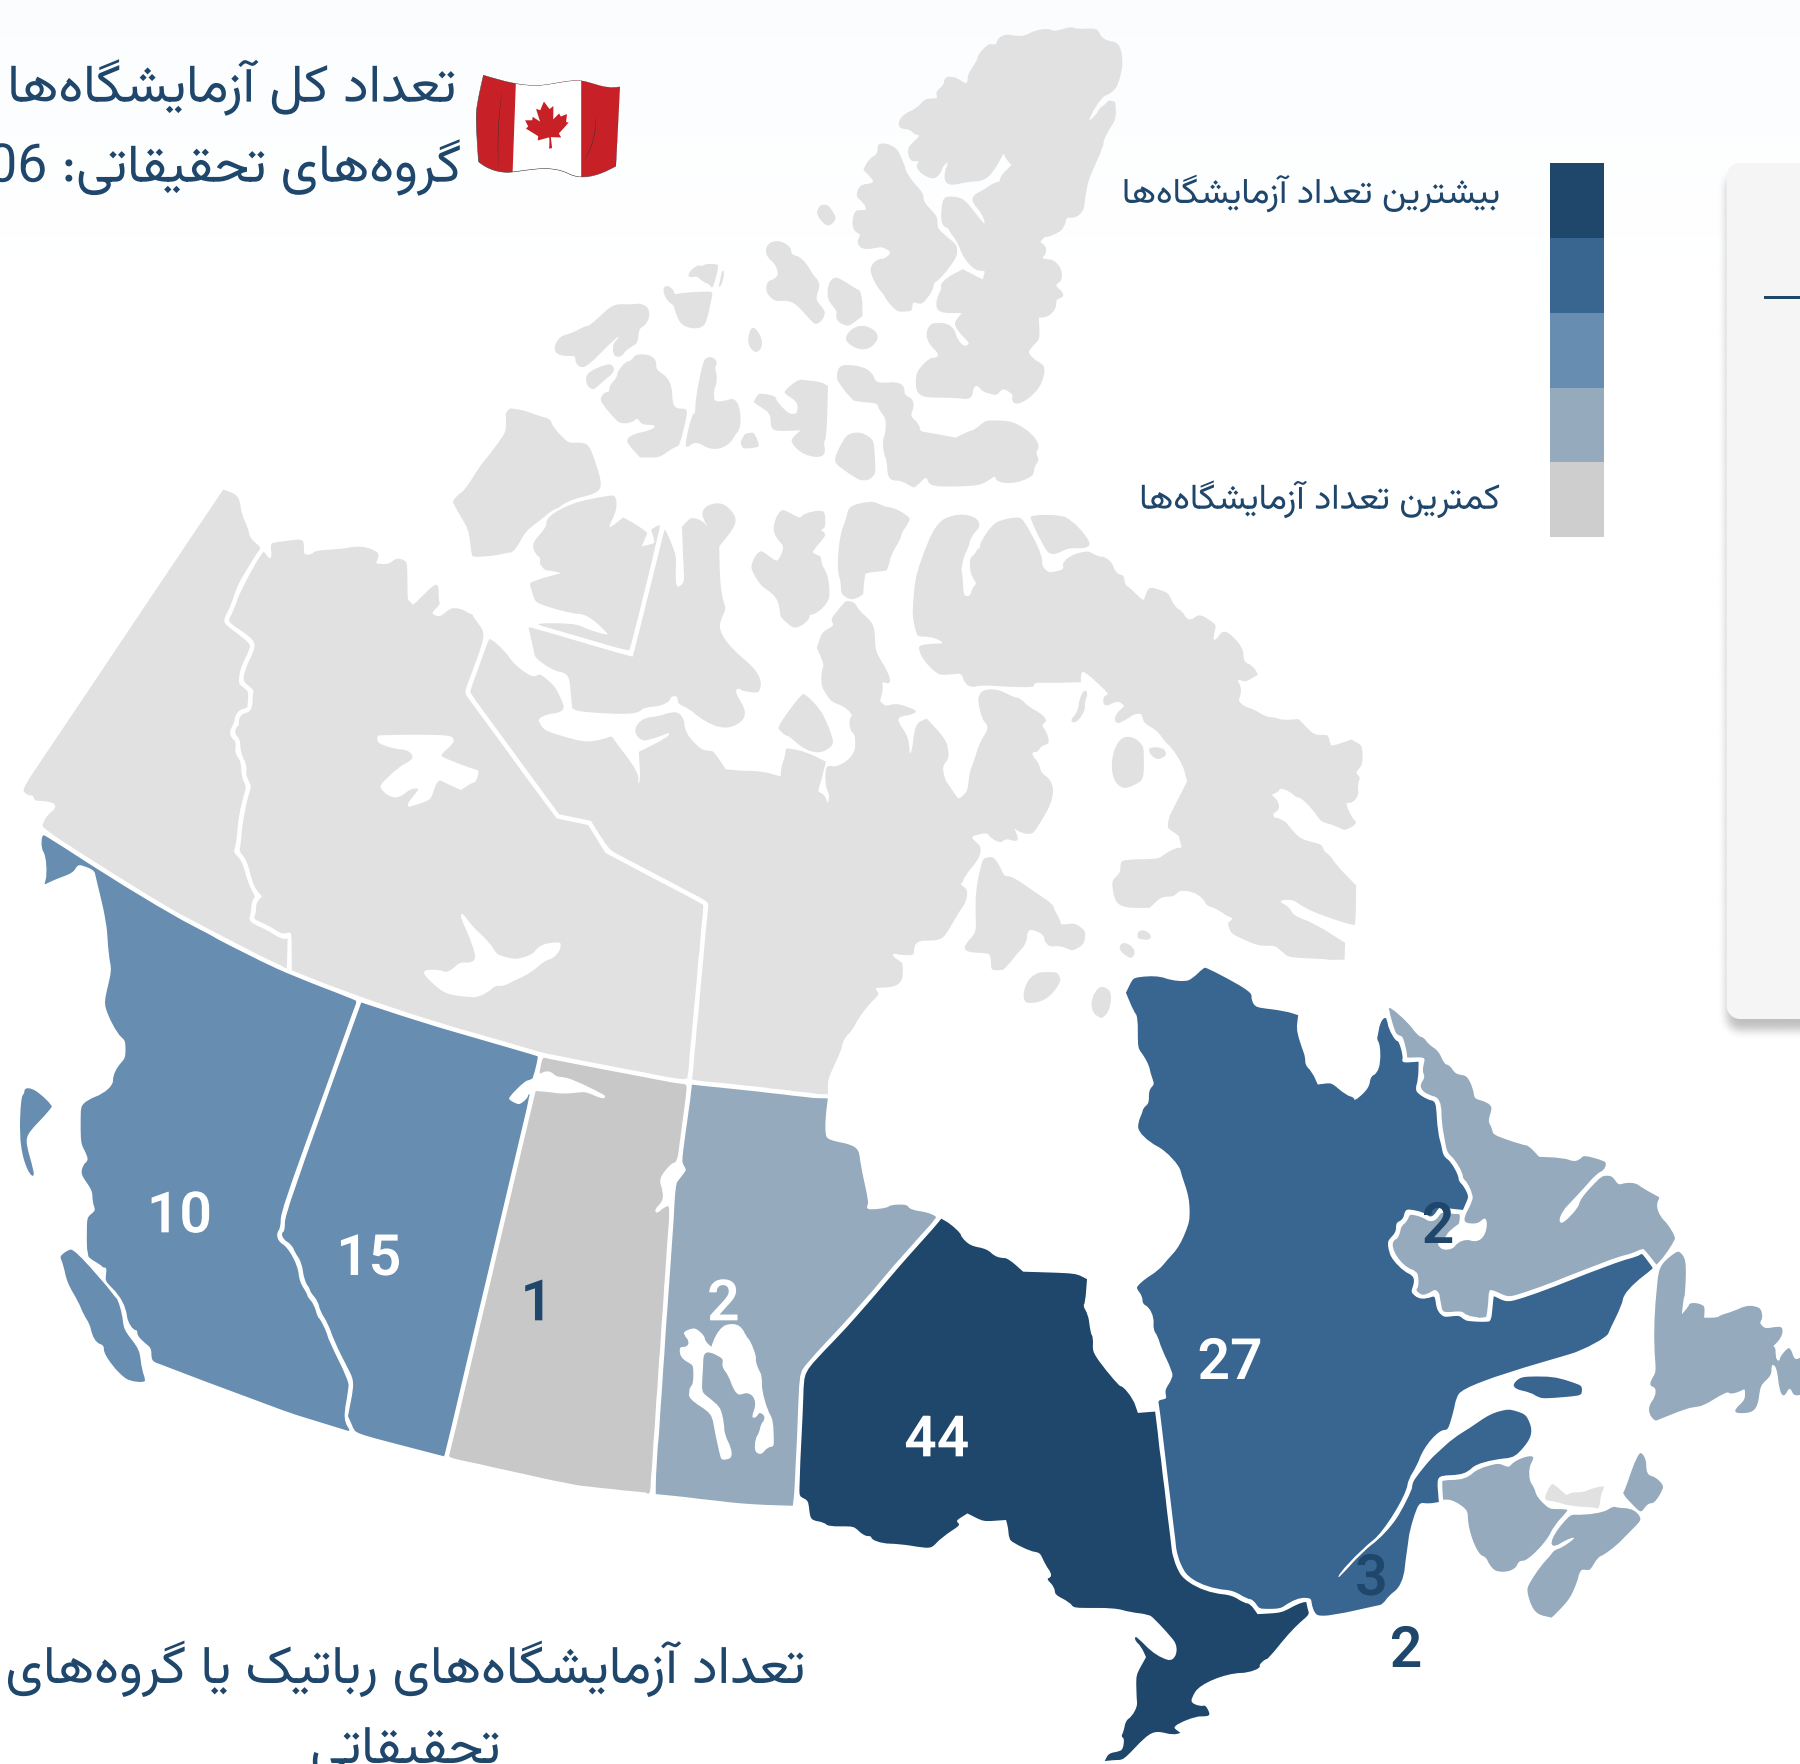 تعداد کل آزمایشگاه‌ها
گروه‌های تحقیقاتی: 06
بیشترین تعداد آزمایشگاه‌ها
کمترین تعداد آزمایشگاه‌ها
10
15
1
2
44
27
2
3
2
تعداد آزمایشگاه‌های رباتیک یا گروه‌های
تحقیقاتی